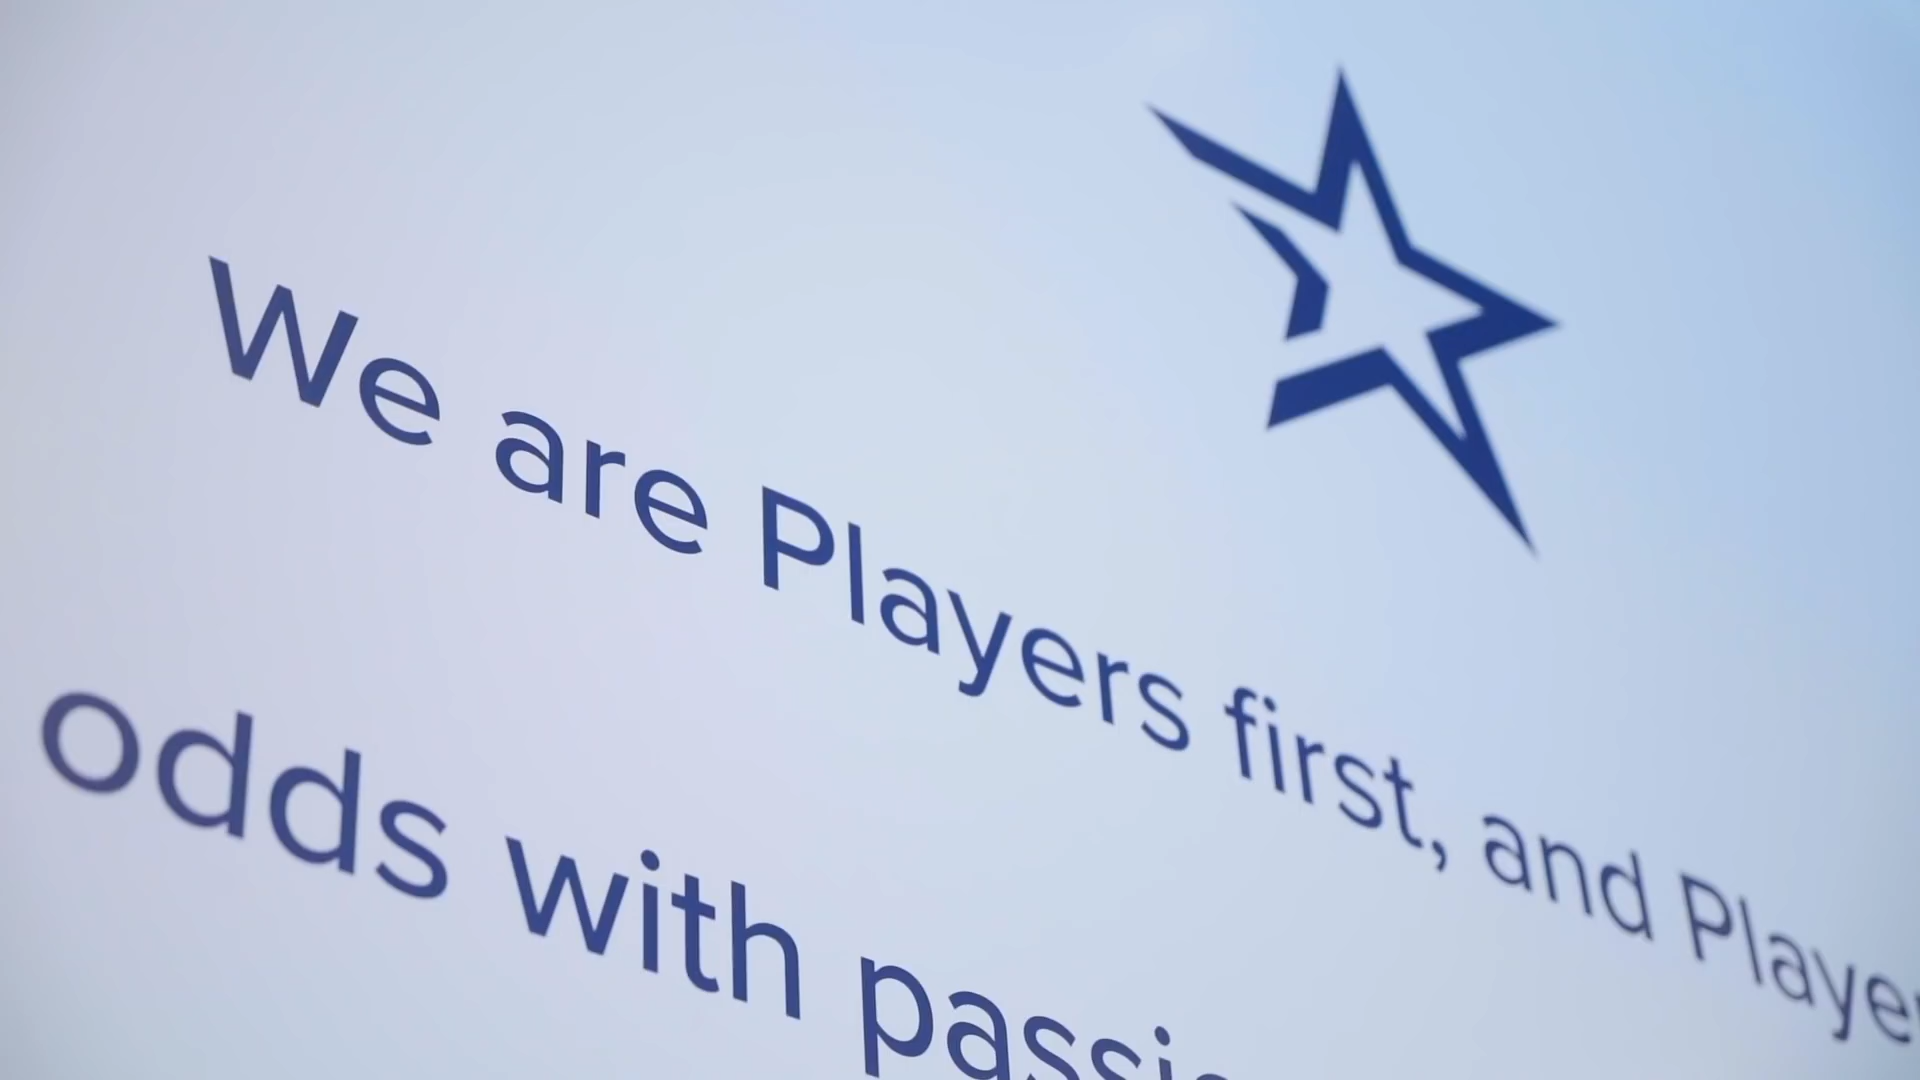 We are Players first, and Player
odds with passi